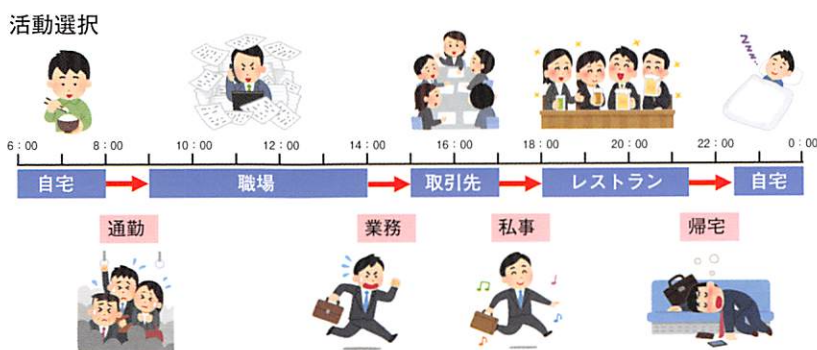 活動選択
zzz..
6:00 8:00 10:00 12:00 14:00 16:00 18:00 20:00 22:00 0:00
自宅 職場 取引先 レストラン 自宅
通勤 業務 私事 帰宅